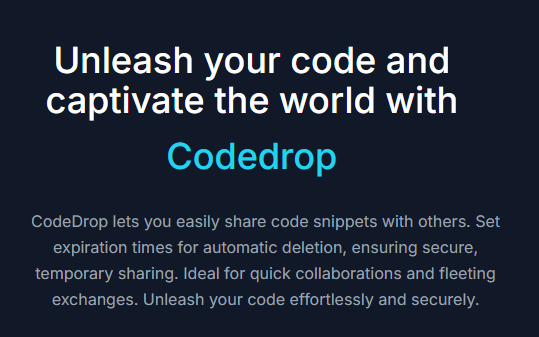 Unleash your code and
captivate the world with
Codedrop
CodeDrop lets you easily share code snippets with others. Set
expiration times for automatic deletion, ensuring secure,
temporary sharing. Ideal for quick collaborations and fleeting
exchanges. Unleash your code effortlessly and securely.